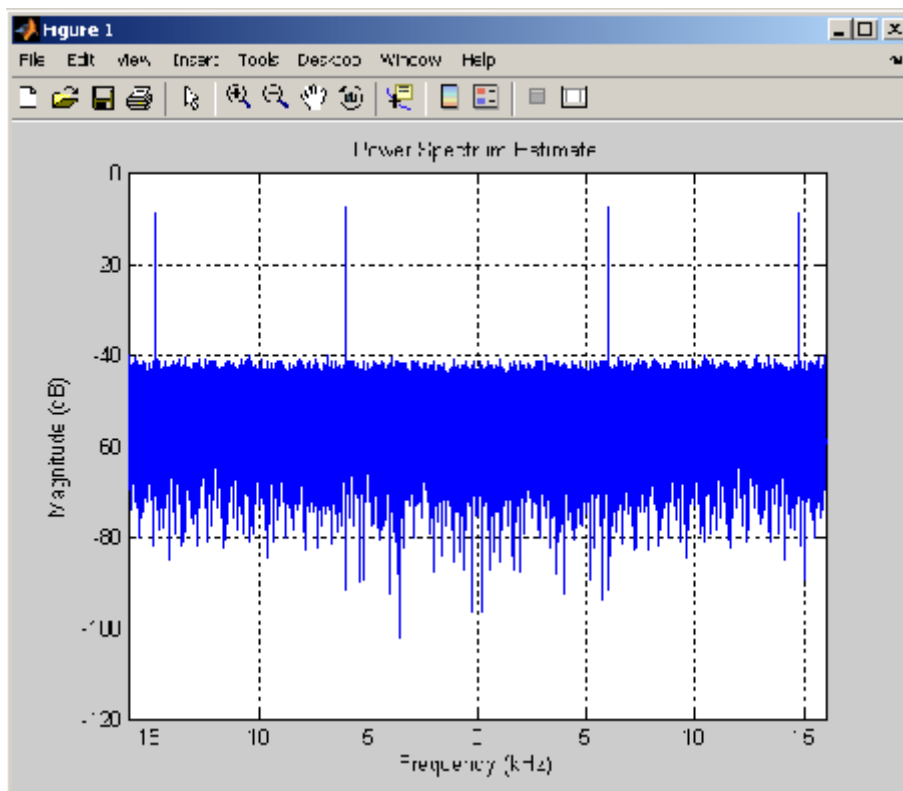 Figure 1
File Edit View Insert Tools Desktop Window Help
Power Spectrum Estimate
0
20
-40
60
-80
-100
-120
Magnitude (dB)
15 10 5 0 5 10 15
Frequency (kHz)